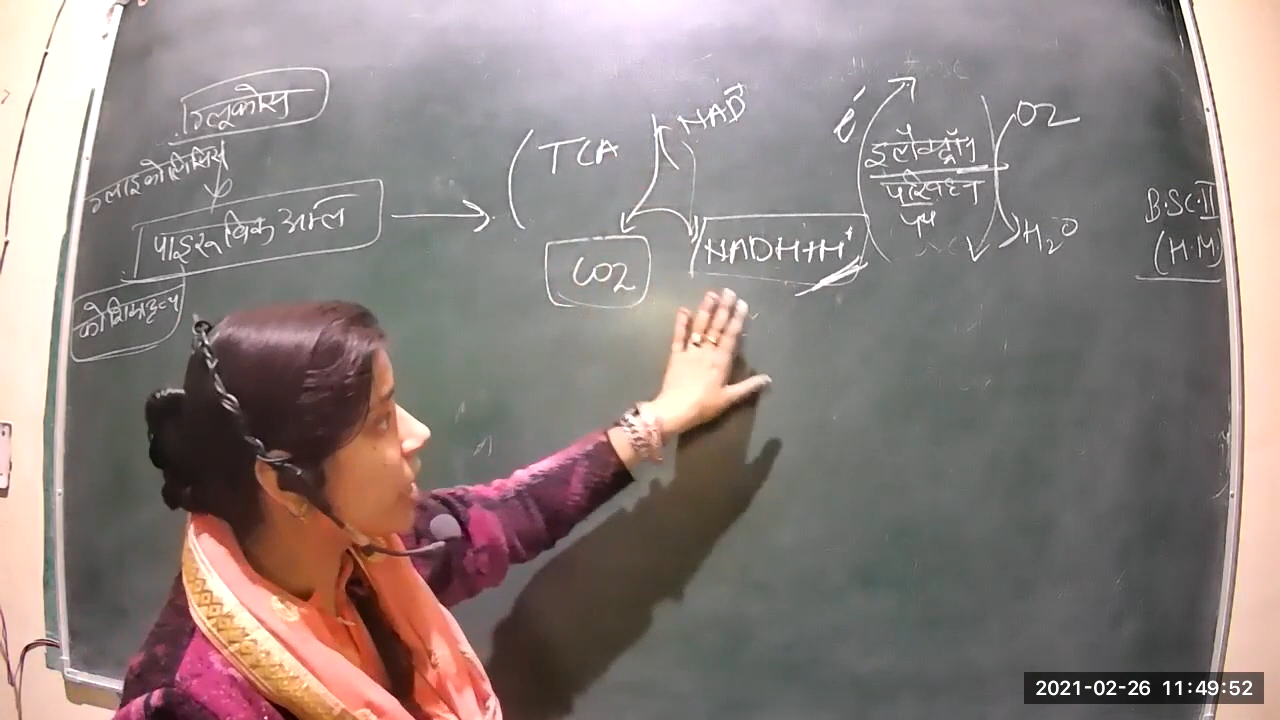 ग्लूकोस
ग्लाइकोलिसिस
पाइरूविक अम्ल
कोशिकाद्रव्य
TCA
NAD
CO2
NADH+H+
e-
इलैक्ट्रॉन
परिवहन
पथ
O2
H2O
B.SC.II
(H.M)
2021-02-26 11:49:52